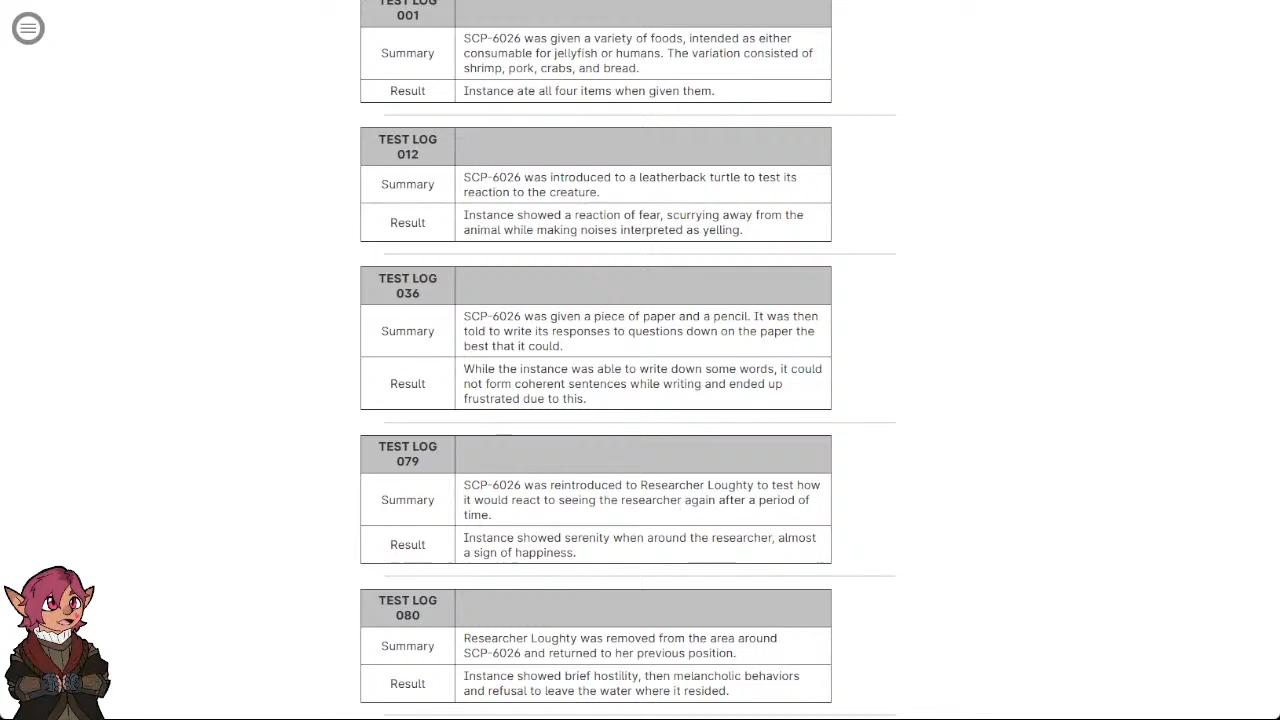 TEST LOG
001
Summary
SCP-6026 was given a variety of foods, intended as either
consumable for jellyfish or humans. The variation consisted of
shrimp, pork, crabs, and bread.
Result
Instance ate all four items when given them.
TEST LOG
012
Summary
SCP-6026 was introduced to a leatherback turtle to test its
reaction to the creature.
Result
Instance showed a reaction of fear, scurrying away from the
animal while making noises interpreted as yelling.
TEST LOG
036
Summary
SCP-6026 was given a piece of paper and a pencil. It was then
told to write its responses to questions down on the paper the
best that it could.
Result
While the instance was able to write down some words, it could
not form coherent sentences while writing and ended up
frustrated due to this.
TEST LOG
079
Summary
SCP-6026 was reintroduced to Researcher Loughty to test how
it would react to seeing the researcher again after a period of
time.
Result
Instance showed serenity when around the researcher, almost
a sign of happiness.
TEST LOG
080
Summary
Researcher Loughty was removed from the area around
SCP-6026 and returned to her previous position.
Result
Instance showed brief hostility, then melancholic behaviors
and refusal to leave the water where it resided.